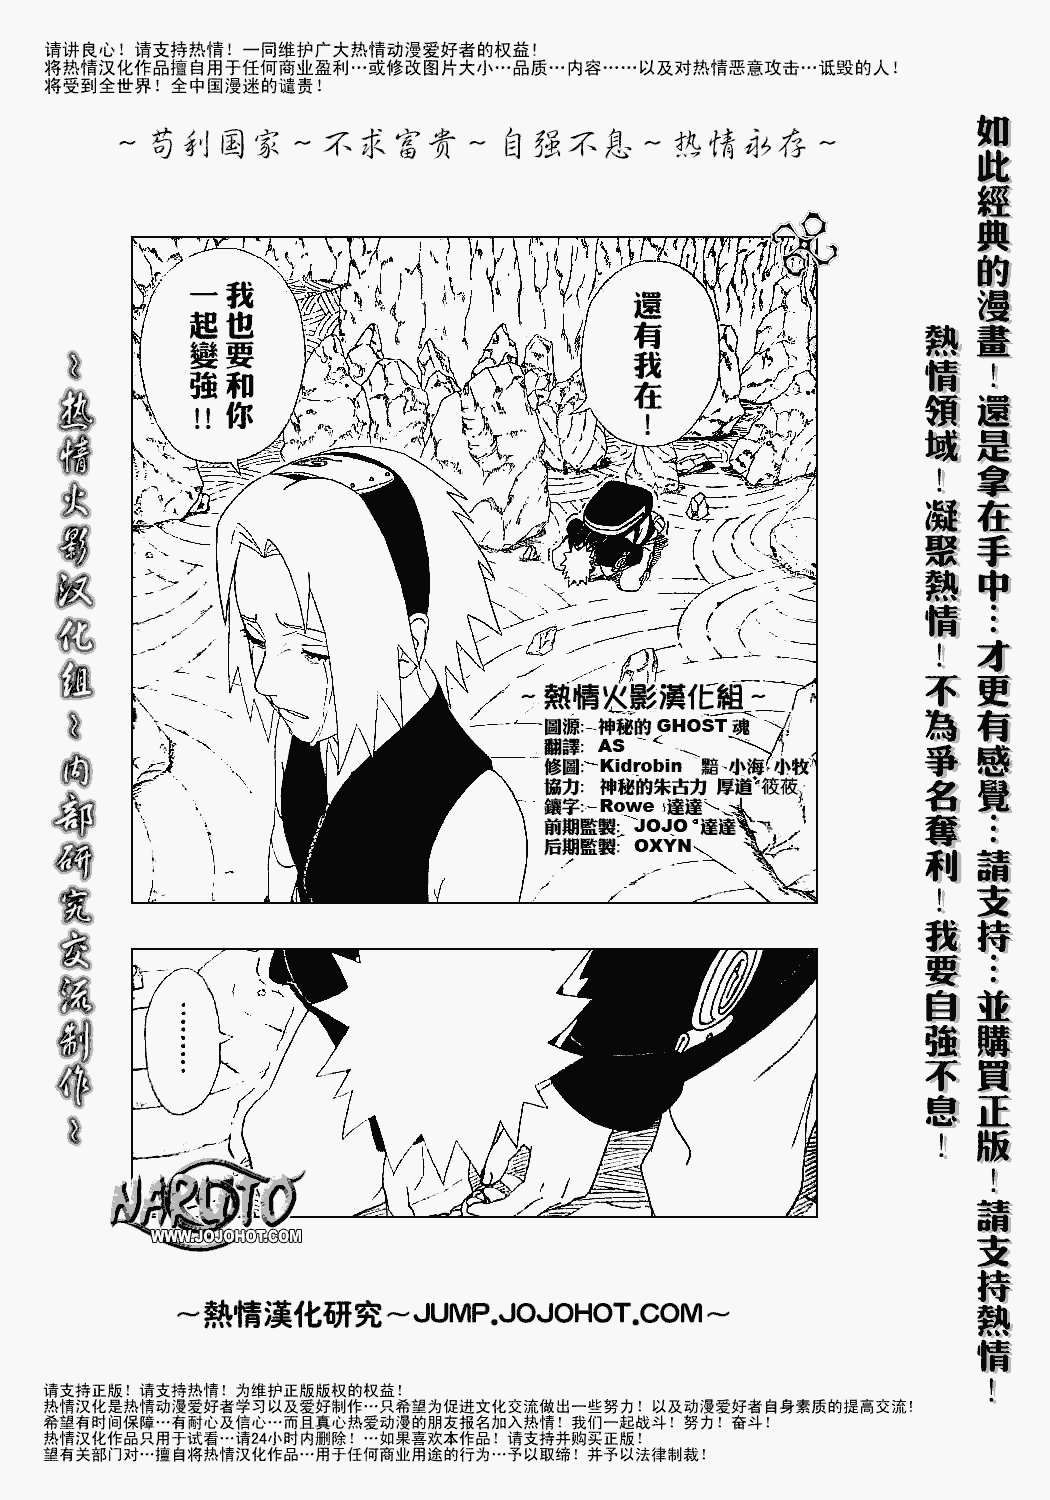 请讲良心！请支持热情！一同维护广大热情动漫爱好者的权益！
将热情汉化作品擅自用于任何商业盈利…或修改图片大小…品质…内容……以及对热情恶意攻击…诋毁的人！
将受到全世界！全中国漫迷的谴责！
～苟利国家～不求富贵～自强不息～热情永存～
如此經典的漫畫！還是拿在手中…才更有感覺…請支持…並購買正版！請支持熱情！
熱情領域！凝聚熱情！不為爭名奪利！我要自強不息！
還有我在！
我也要和你
一起變強!!
～熱情火影漢化組～
圖源: 神秘的 GHOST 魂
翻譯: AS
修圖: Kidrobin 黯 小海 小牧
協力: 神秘的朱古力 厚道 筱莜
鑲字: Rowe 達達
前期監製: JOJO 達達
后期監製: OXYN
………
～热情火影汉化组～内部研究交流制作～
NARUTO
WWW.JOJOHOT.COM
～熱情漢化研究～JUMP.JOJOHOT.COM～
请支持正版！请支持热情！为维护正版版权的权益！
热情汉化是热情动漫爱好者学习以及爱好制作…只希望为促进文化交流做出一些努力！以及动漫爱好者自身素质的提高交流！
希望有时间保障…有耐心及信心…而且真心热爱动漫的朋友报名加入热情！我们一起战斗！努力！奋斗！
热情汉化作品只用于试看…请24小时内删除！…如果喜欢本作品！请支持并购买正版！
望有关部门对…擅自将热情汉化作品…用于任何商业用途的行为…予以取缔！并予以法律制裁！